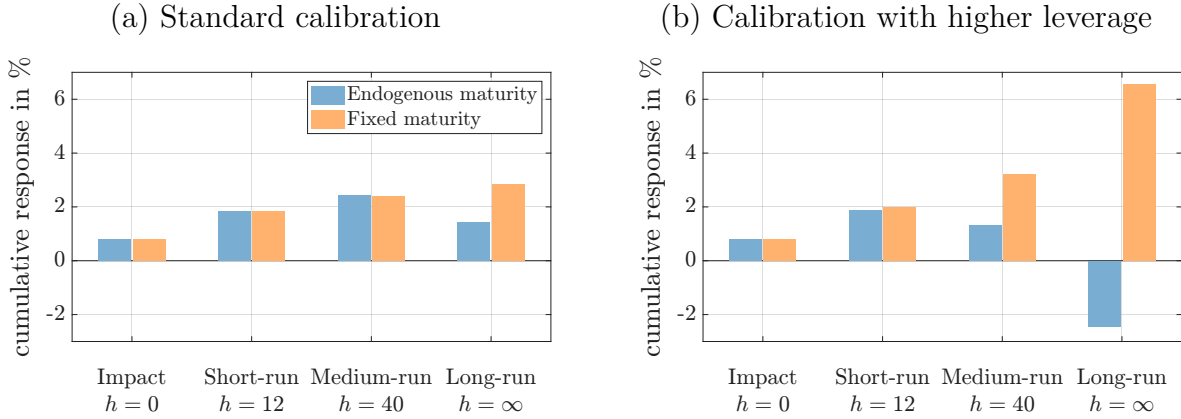 (a) Standard calibration
cumulative response in %
6
4
2
0
-2
Endogenous maturity
Fixed maturity
Impact Short-run Medium-run Long-run
h = 0 h = 12 h = 40 h = ∞
(b) Calibration with higher leverage
cumulative response in %
6
4
2
0
-2
Impact Short-run Medium-run Long-run
h = 0 h = 12 h = 40 h = ∞